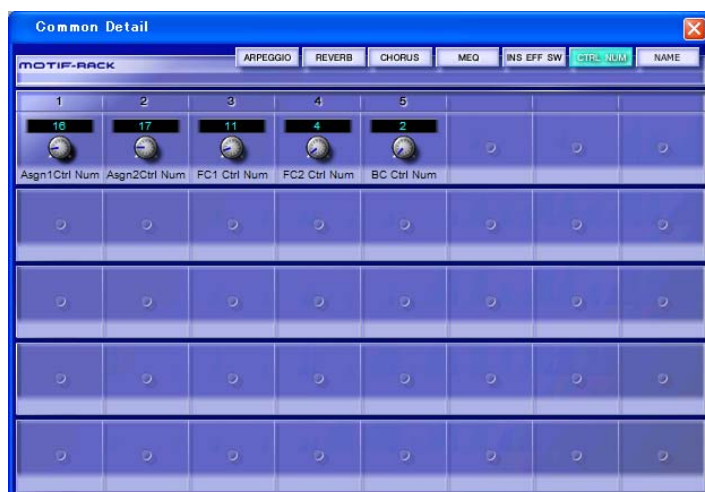 Common Detail
MOTIF-RACK
ARPEGGIO REVERB CHORUS MEQ INS EFF SW CTRL NUM NAME
1 2 3 4 5
16 17 11 4 2
Asgn1Ctrl Num Asgn2Ctrl Num FC1 Ctrl Num FC2 Ctrl Num BC Ctrl Num